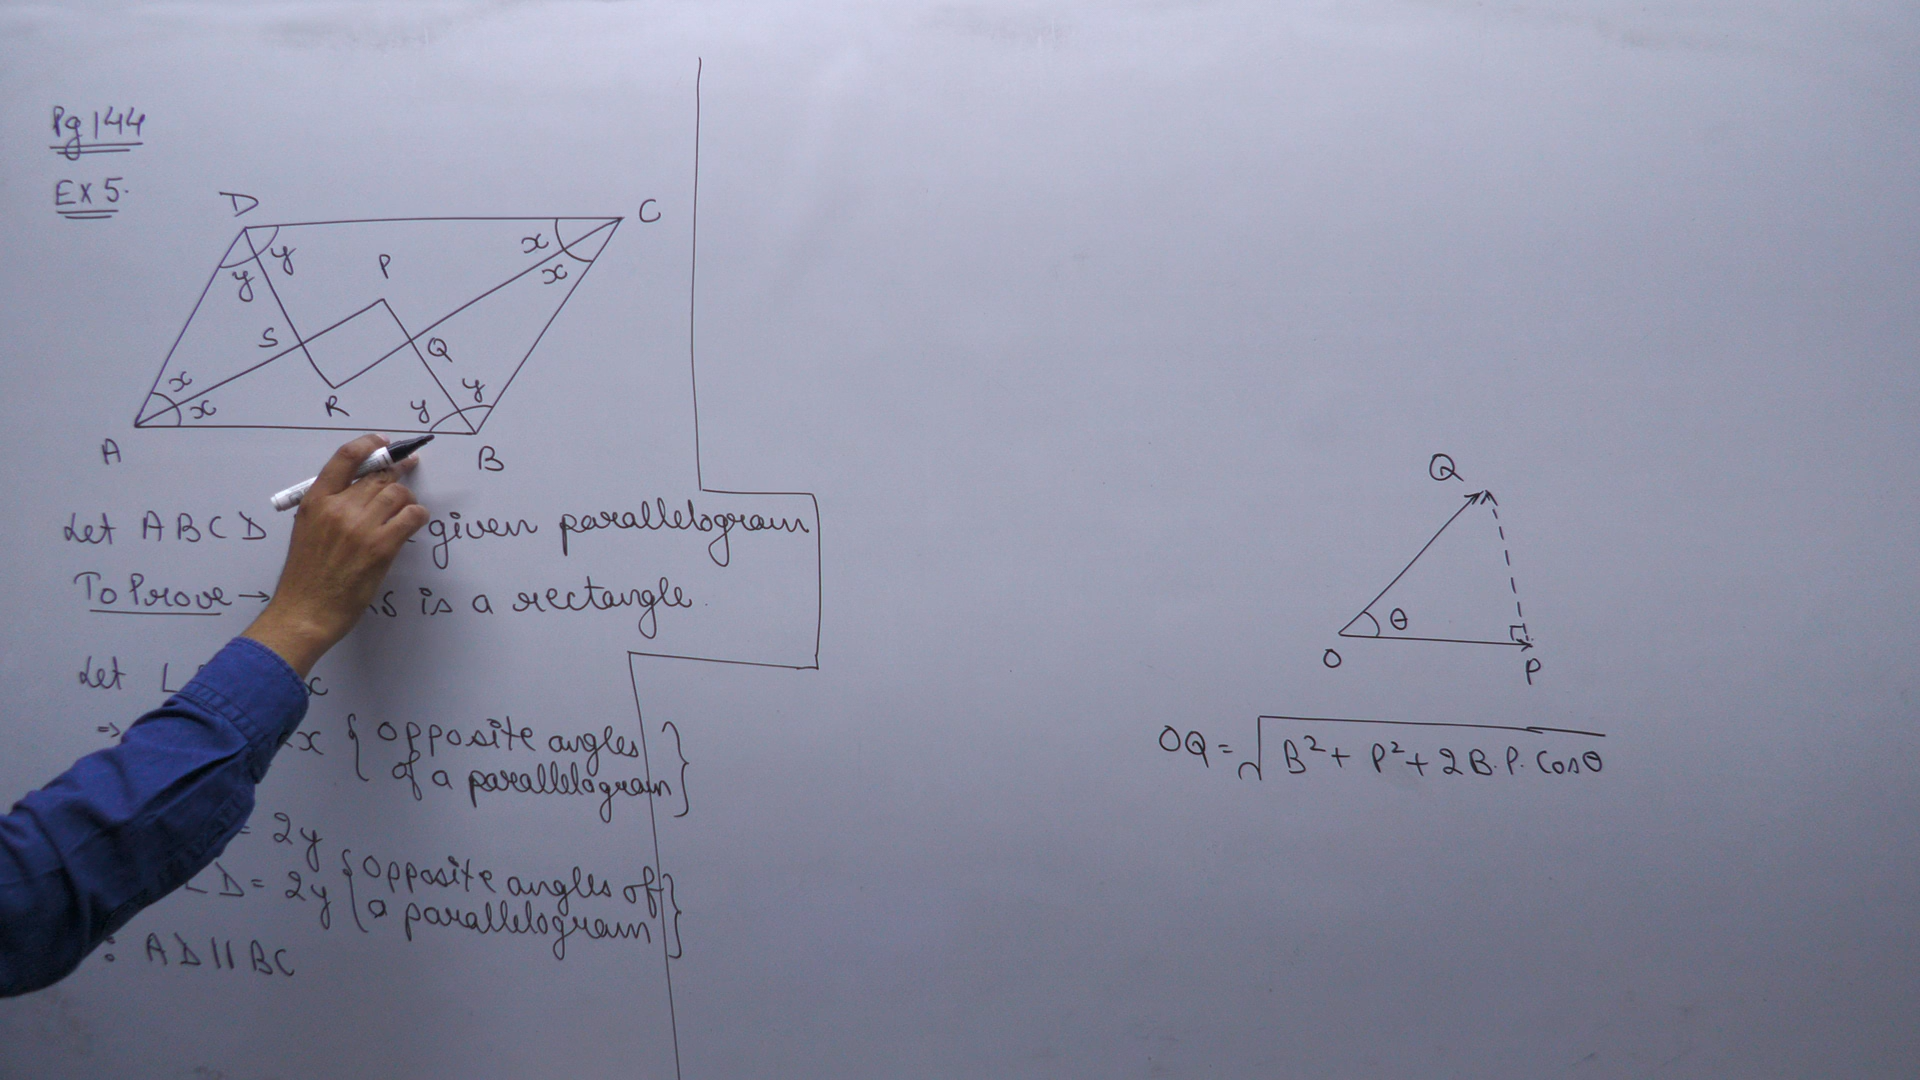 Pg 144
Ex 5.
D
C
y
y
x
x
P
S
Q
x
x
R
y
y
A
B
Let ABCD given parallelogram
To Prove → is a rectangle.
Let ∠
⇒ x { opposite angles
of a parallelogram }
= 2y
∠D = 2y { opposite angles of
a parallelogram }
∴ AD || BC
Q
θ
O
P
OQ = √B² + P² + 2B.P. Cosθ